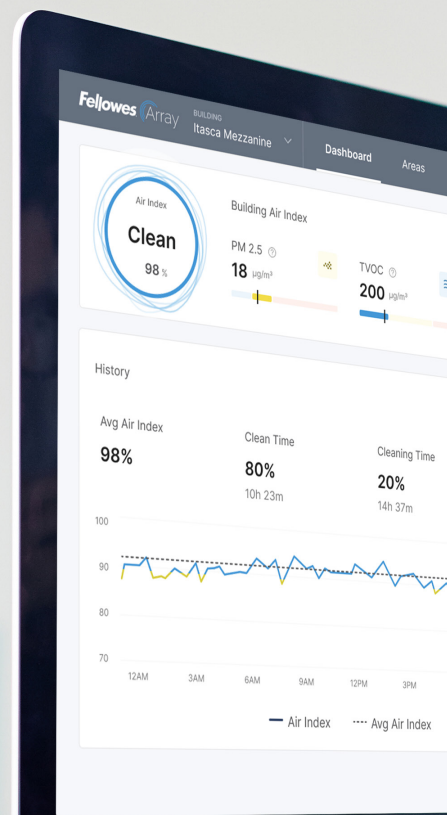 Fellowes Array
BUILDING
Itasca Mezzanine
Dashboard
Areas
Air Index
Clean
98 %
Building Air Index
PM 2.5 ?
18 µg/m³
TVOC ?
200 µg/m³
History
Avg Air Index
98%
Clean Time
80%
10h 23m
Cleaning Time
20%
14h 37m
100
90
80
70
12AM 3AM 6AM 9AM 12PM 3PM
Air Index Avg Air Index